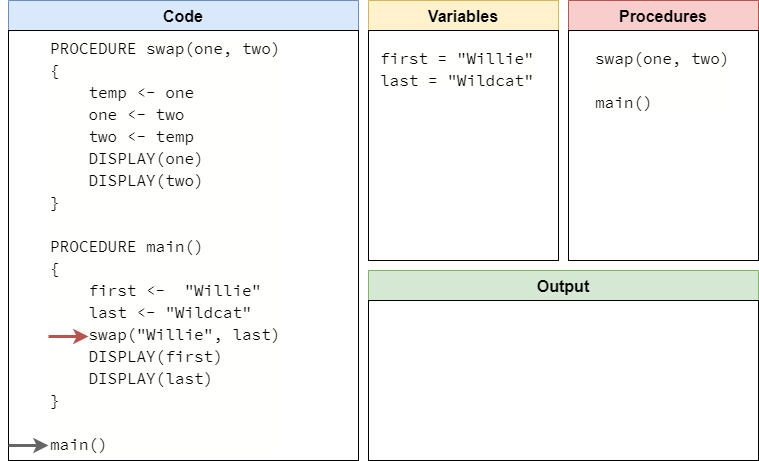 Code
PROCEDURE swap(one, two)
{
    temp <- one
    one <- two
    two <- temp
    DISPLAY(one)
    DISPLAY(two)
}
PROCEDURE main()
{
    first <-  "Willie"
    last <- "Wildcat"
    swap("Willie", last)
    DISPLAY(first)
    DISPLAY(last)
}
main()
Variables
first = "Willie"
last = "Wildcat"
Procedures
swap(one, two)
main()
Output